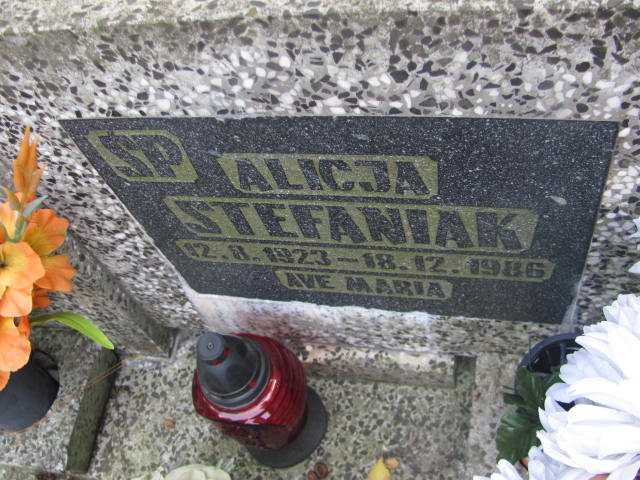 ŚP
ALICJA
STEFANIAK
12.8.1923-18.12.1986
AVE MARIA